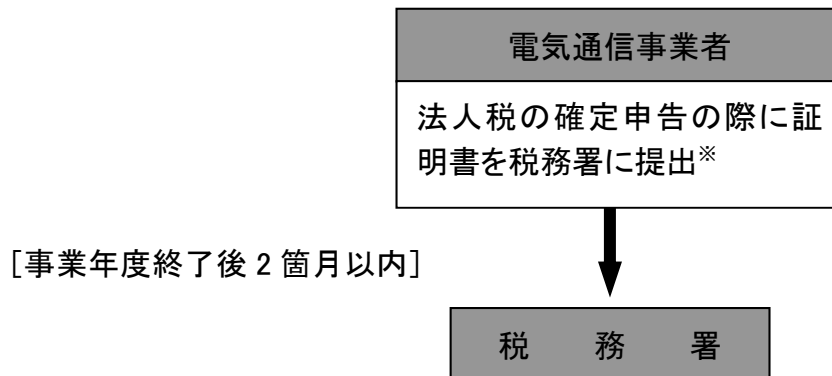 電気通信事業者
法人税の確定申告の際に証
明書を税務署に提出※
［事業年度終了後２箇月以内］
税　務　署